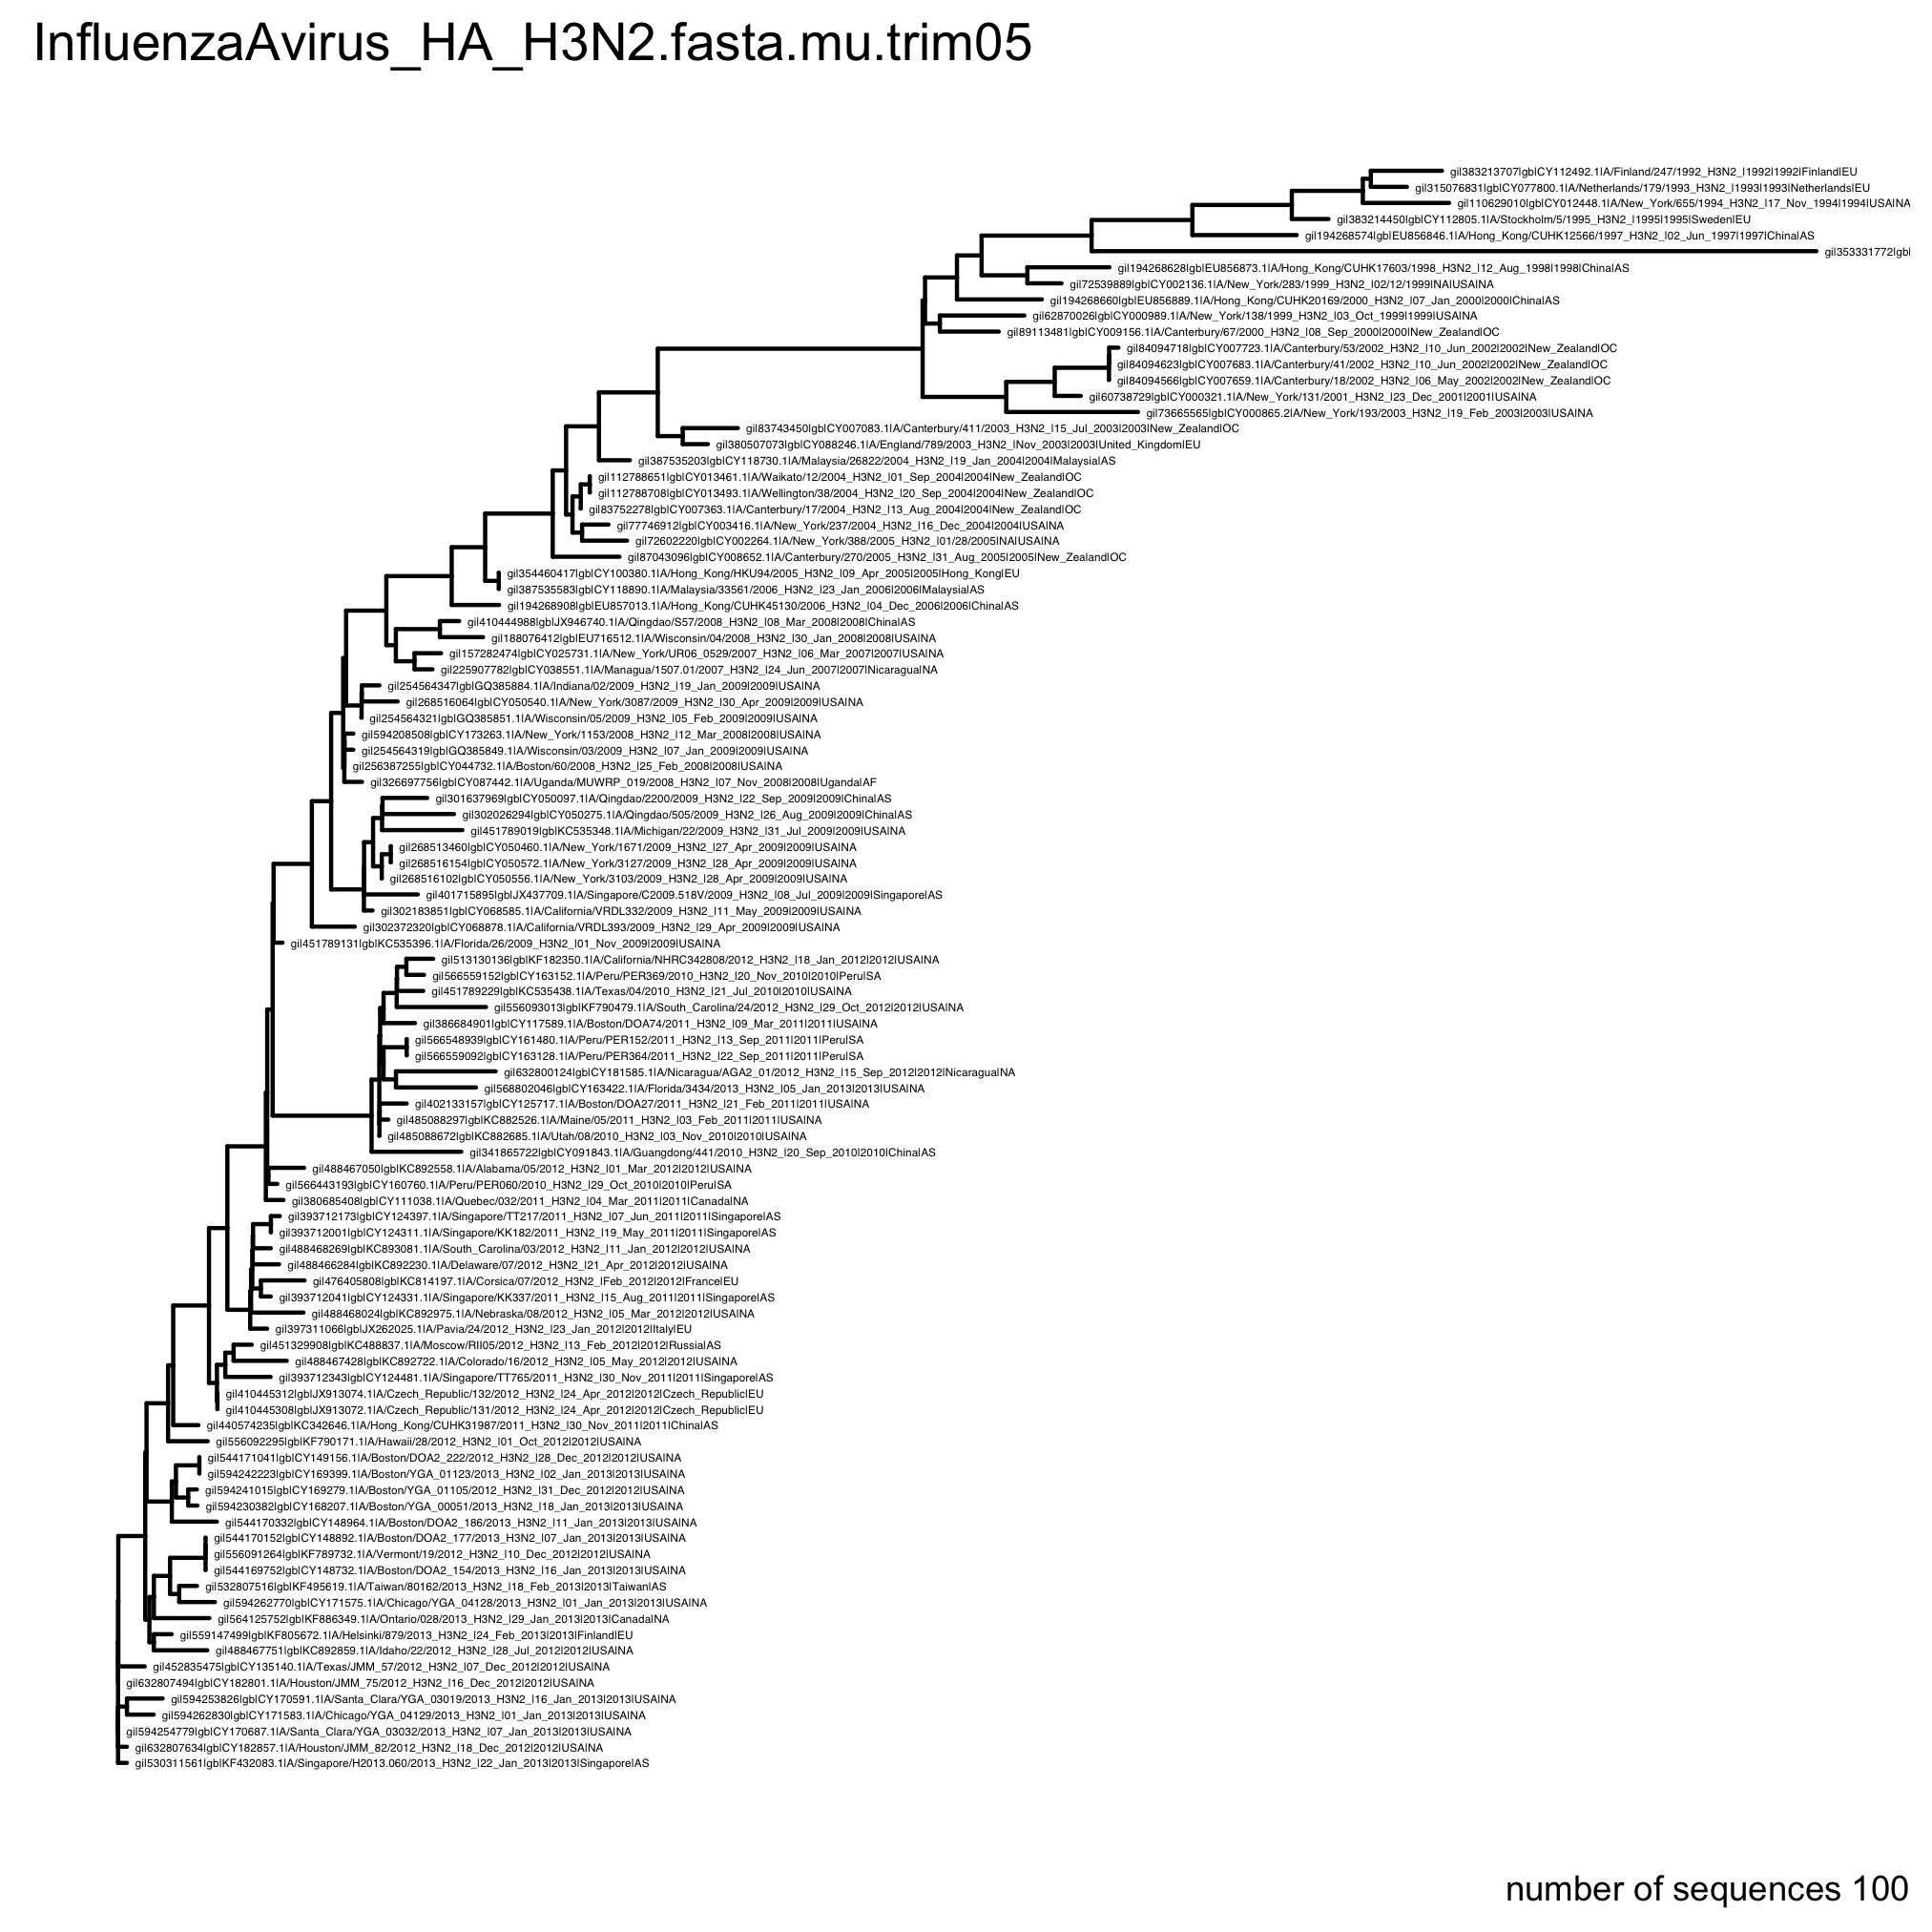 InfluenzaAvirus_HA_H3N2.fasta.mu.trim05
gi|383213707|gb|CY112492.1|A/Finland/247/1992_H3N2_|1992|1992|Finland|EU
gi|315076831|gb|CY077800.1|A/Netherlands/179/1993_H3N2_|1993|1993|Netherlands|EU
gi|110629010|gb|CY012448.1|A/New_York/655/1994_H3N2_|17_Nov_1994|1994|USA|NA
gi|383214450|gb|CY112805.1|A/Stockholm/5/1995_H3N2_|1995|1995|Sweden|EU
gi|194268574|gb|EU856846.1|A/Hong_Kong/CUHK12566/1997_H3N2_|02_Jun_1997|1997|China|AS
gi|353331772|gb|
gi|194268628|gb|EU856873.1|A/Hong_Kong/CUHK17603/1998_H3N2_|12_Aug_1998|1998|China|AS
gi|72539889|gb|CY002136.1|A/New_York/283/1999_H3N2_|02/12/1999|NA|USA|NA
gi|194268660|gb|EU856889.1|A/Hong_Kong/CUHK20169/2000_H3N2_|07_Jan_2000|2000|China|AS
gi|62870026|gb|CY000989.1|A/New_York/138/1999_H3N2_|03_Oct_1999|1999|USA|NA
gi|89113481|gb|CY009156.1|A/Canterbury/67/2000_H3N2_|08_Sep_2000|2000|New_Zealand|OC
gi|84094718|gb|CY007723.1|A/Canterbury/53/2002_H3N2_|10_Jun_2002|2002|New_Zealand|OC
gi|84094623|gb|CY007683.1|A/Canterbury/41/2002_H3N2_|10_Jun_2002|2002|New_Zealand|OC
gi|84094566|gb|CY007659.1|A/Canterbury/18/2002_H3N2_|06_May_2002|2002|New_Zealand|OC
gi|60738729|gb|CY000321.1|A/New_York/131/2001_H3N2_|23_Dec_2001|2001|USA|NA
gi|73665565|gb|CY000865.2|A/New_York/193/2003_H3N2_|19_Feb_2003|2003|USA|NA
gi|83743450|gb|CY007083.1|A/Canterbury/411/2003_H3N2_|15_Jul_2003|2003|New_Zealand|OC
gi|380507073|gb|CY088246.1|A/England/789/2003_H3N2_|Nov_2003|2003|United_Kingdom|EU
gi|387535203|gb|CY118730.1|A/Malaysia/26822/2004_H3N2_|19_Jan_2004|2004|Malaysia|AS
gi|112788651|gb|CY013461.1|A/Waikato/12/2004_H3N2_|01_Sep_2004|2004|New_Zealand|OC
gi|112788708|gb|CY013493.1|A/Wellington/38/2004_H3N2_|20_Sep_2004|2004|New_Zealand|OC
gi|83752278|gb|CY007363.1|A/Canterbury/17/2004_H3N2_|13_Aug_2004|2004|New_Zealand|OC
gi|77746912|gb|CY003416.1|A/New_York/237/2004_H3N2_|16_Dec_2004|2004|USA|NA
gi|72602220|gb|CY002264.1|A/New_York/388/2005_H3N2_|01/28/2005|NA|USA|NA
gi|87043096|gb|CY008652.1|A/Canterbury/270/2005_H3N2_|31_Aug_2005|2005|New_Zealand|OC
gi|354460417|gb|CY100380.1|A/Hong_Kong/HKU94/2005_H3N2_|09_Apr_2005|2005|Hong_Kong|EU
gi|387535583|gb|CY118890.1|A/Malaysia/33561/2006_H3N2_|23_Jan_2006|2006|Malaysia|AS
gi|194268908|gb|EU857013.1|A/Hong_Kong/CUHK45130/2006_H3N2_|04_Dec_2006|2006|China|AS
gi|410444988|gb|JX946740.1|A/Qingdao/S57/2008_H3N2_|08_Mar_2008|2008|China|AS
gi|188076412|gb|EU716512.1|A/Wisconsin/04/2008_H3N2_|30_Jan_2008|2008|USA|NA
gi|157282474|gb|CY025731.1|A/New_York/UR06_0529/2007_H3N2_|06_Mar_2007|2007|USA|NA
gi|225907782|gb|CY038551.1|A/Managua/1507.01/2007_H3N2_|24_Jun_2007|2007|Nicaragua|NA
gi|254564347|gb|GQ385884.1|A/Indiana/02/2009_H3N2_|19_Jan_2009|2009|USA|NA
gi|268516064|gb|CY050540.1|A/New_York/3087/2009_H3N2_|30_Apr_2009|2009|USA|NA
gi|254564321|gb|GQ385851.1|A/Wisconsin/05/2009_H3N2_|05_Feb_2009|2009|USA|NA
gi|594208508|gb|CY173263.1|A/New_York/1153/2008_H3N2_|12_Mar_2008|2008|USA|NA
gi|254564319|gb|GQ385849.1|A/Wisconsin/03/2009_H3N2_|07_Jan_2009|2009|USA|NA
gi|256387255|gb|CY044732.1|A/Boston/60/2008_H3N2_|25_Feb_2008|2008|USA|NA
gi|326697756|gb|CY087442.1|A/Uganda/MUWRP_019/2008_H3N2_|07_Nov_2008|2008|Uganda|AF
gi|301637969|gb|CY050097.1|A/Qingdao/2200/2009_H3N2_|22_Sep_2009|2009|China|AS
gi|302026294|gb|CY050275.1|A/Qingdao/505/2009_H3N2_|26_Aug_2009|2009|China|AS
gi|451789019|gb|KC535348.1|A/Michigan/22/2009_H3N2_|31_Jul_2009|2009|USA|NA
gi|268513460|gb|CY050460.1|A/New_York/1671/2009_H3N2_|27_Apr_2009|2009|USA|NA
gi|268516154|gb|CY050572.1|A/New_York/3127/2009_H3N2_|28_Apr_2009|2009|USA|NA
gi|268516102|gb|CY050556.1|A/New_York/3103/2009_H3N2_|28_Apr_2009|2009|USA|NA
gi|401715895|gb|JX437709.1|A/Singapore/C2009.518V/2009_H3N2_|08_Jul_2009|2009|Singapore|AS
gi|302183851|gb|CY068585.1|A/California/VRDL332/2009_H3N2_|11_May_2009|2009|USA|NA
gi|302372320|gb|CY068878.1|A/California/VRDL393/2009_H3N2_|29_Apr_2009|2009|USA|NA
gi|451789131|gb|KC535396.1|A/Florida/26/2009_H3N2_|01_Nov_2009|2009|USA|NA
gi|513130136|gb|KF182350.1|A/California/NHRC342808/2012_H3N2_|18_Jan_2012|2012|USA|NA
gi|566559152|gb|CY163152.1|A/Peru/PER369/2010_H3N2_|20_Nov_2010|2010|Peru|SA
gi|451789229|gb|KC535438.1|A/Texas/04/2010_H3N2_|21_Jul_2010|2010|USA|NA
gi|556093013|gb|KF790479.1|A/South_Carolina/24/2012_H3N2_|29_Oct_2012|2012|USA|NA
gi|386684901|gb|CY117589.1|A/Boston/DOA74/2011_H3N2_|09_Mar_2011|2011|USA|NA
gi|566548939|gb|CY161480.1|A/Peru/PER152/2011_H3N2_|13_Sep_2011|2011|Peru|SA
gi|566559092|gb|CY163128.1|A/Peru/PER364/2011_H3N2_|22_Sep_2011|2011|Peru|SA
gi|632800124|gb|CY181585.1|A/Nicaragua/AGA2_01/2012_H3N2_|15_Sep_2012|2012|Nicaragua|NA
gi|568802046|gb|CY163422.1|A/Florida/3434/2013_H3N2_|05_Jan_2013|2013|USA|NA
gi|402133157|gb|CY125717.1|A/Boston/DOA27/2011_H3N2_|21_Feb_2011|2011|USA|NA
gi|485088297|gb|KC882526.1|A/Maine/05/2011_H3N2_|03_Feb_2011|2011|USA|NA
gi|485088672|gb|KC882685.1|A/Utah/08/2010_H3N2_|03_Nov_2010|2010|USA|NA
gi|341865722|gb|CY091843.1|A/Guangdong/441/2010_H3N2_|20_Sep_2010|2010|China|AS
gi|488467050|gb|KC892558.1|A/Alabama/05/2012_H3N2_|01_Mar_2012|2012|USA|NA
gi|566443193|gb|CY160760.1|A/Peru/PER060/2010_H3N2_|29_Oct_2010|2010|Peru|SA
gi|380685408|gb|CY111038.1|A/Quebec/032/2011_H3N2_|04_Mar_2011|2011|Canada|NA
gi|393712173|gb|CY124397.1|A/Singapore/TT217/2011_H3N2_|07_Jun_2011|2011|Singapore|AS
gi|393712001|gb|CY124311.1|A/Singapore/KK182/2011_H3N2_|19_May_2011|2011|Singapore|AS
gi|488468269|gb|KC893081.1|A/South_Carolina/03/2012_H3N2_|11_Jan_2012|2012|USA|NA
gi|488466284|gb|KC892230.1|A/Delaware/07/2012_H3N2_|21_Apr_2012|2012|USA|NA
gi|476405808|gb|KC814197.1|A/Corsica/07/2012_H3N2_|Feb_2012|2012|France|EU
gi|393712041|gb|CY124331.1|A/Singapore/KK337/2011_H3N2_|15_Aug_2011|2011|Singapore|AS
gi|488468024|gb|KC892975.1|A/Nebraska/08/2012_H3N2_|05_Mar_2012|2012|USA|NA
gi|397311066|gb|JX262025.1|A/Pavia/24/2012_H3N2_|23_Jan_2012|2012|Italy|EU
gi|451329908|gb|KC488837.1|A/Moscow/RII05/2012_H3N2_|13_Feb_2012|2012|Russia|AS
gi|488467428|gb|KC892722.1|A/Colorado/16/2012_H3N2_|05_May_2012|2012|USA|NA
gi|393712343|gb|CY124481.1|A/Singapore/TT765/2011_H3N2_|30_Nov_2011|2011|Singapore|AS
gi|410445312|gb|JX913074.1|A/Czech_Republic/132/2012_H3N2_|24_Apr_2012|2012|Czech_Republic|EU
gi|410445308|gb|JX913072.1|A/Czech_Republic/131/2012_H3N2_|24_Apr_2012|2012|Czech_Republic|EU
gi|440574235|gb|KC342646.1|A/Hong_Kong/CUHK31987/2011_H3N2_|30_Nov_2011|2011|China|AS
gi|556092295|gb|KF790171.1|A/Hawaii/28/2012_H3N2_|01_Oct_2012|2012|USA|NA
gi|544171041|gb|CY149156.1|A/Boston/DOA2_222/2012_H3N2_|28_Dec_2012|2012|USA|NA
gi|594242223|gb|CY169399.1|A/Boston/YGA_01123/2013_H3N2_|02_Jan_2013|2013|USA|NA
gi|594241015|gb|CY169279.1|A/Boston/YGA_01105/2012_H3N2_|31_Dec_2012|2012|USA|NA
gi|594230382|gb|CY168207.1|A/Boston/YGA_00051/2013_H3N2_|18_Jan_2013|2013|USA|NA
gi|544170332|gb|CY148964.1|A/Boston/DOA2_186/2013_H3N2_|11_Jan_2013|2013|USA|NA
gi|544170152|gb|CY148892.1|A/Boston/DOA2_177/2013_H3N2_|07_Jan_2013|2013|USA|NA
gi|556091264|gb|KF789732.1|A/Vermont/19/2012_H3N2_|10_Dec_2012|2012|USA|NA
gi|544169752|gb|CY148732.1|A/Boston/DOA2_154/2013_H3N2_|16_Jan_2013|2013|USA|NA
gi|532807516|gb|KF495619.1|A/Taiwan/80162/2013_H3N2_|18_Feb_2013|2013|Taiwan|AS
gi|594262770|gb|CY171575.1|A/Chicago/YGA_04128/2013_H3N2_|01_Jan_2013|2013|USA|NA
gi|564125752|gb|KF886349.1|A/Ontario/028/2013_H3N2_|29_Jan_2013|2013|Canada|NA
gi|559147499|gb|KF805672.1|A/Helsinki/879/2013_H3N2_|24_Feb_2013|2013|Finland|EU
gi|488467751|gb|KC892859.1|A/Idaho/22/2012_H3N2_|28_Jul_2012|2012|USA|NA
gi|452835475|gb|CY135140.1|A/Texas/JMM_57/2012_H3N2_|07_Dec_2012|2012|USA|NA
gi|632807494|gb|CY182801.1|A/Houston/JMM_75/2012_H3N2_|16_Dec_2012|2012|USA|NA
gi|594253826|gb|CY170591.1|A/Santa_Clara/YGA_03019/2013_H3N2_|16_Jan_2013|2013|USA|NA
gi|594262830|gb|CY171583.1|A/Chicago/YGA_04129/2013_H3N2_|01_Jan_2013|2013|USA|NA
gi|594254779|gb|CY170687.1|A/Santa_Clara/YGA_03032/2013_H3N2_|07_Jan_2013|2013|USA|NA
gi|632807634|gb|CY182857.1|A/Houston/JMM_82/2012_H3N2_|18_Dec_2012|2012|USA|NA
gi|530311561|gb|KF432083.1|A/Singapore/H2013.060/2013_H3N2_|22_Jan_2013|2013|Singapore|AS
number of sequences 100